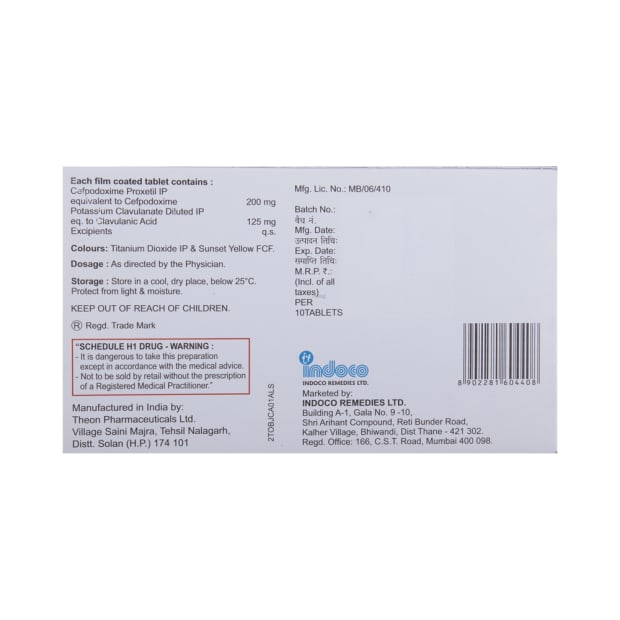 Each film coated tablet contains :
Cefpodoxime Proxetil IP
equivalent to Cefpodoxime 200 mg
Potassium Clavulanate Diluted IP
eq. to Clavulanic Acid 125 mg
Excipients q.s.
Colours: Titanium Dioxide IP & Sunset Yellow FCF.
Dosage : As directed by the Physician.
Storage : Store in a cool, dry place, below 25°C.
Protect from light & moisture.
KEEP OUT OF REACH OF CHILDREN.
® Regd. Trade Mark
"SCHEDULE H1 DRUG - WARNING :
- It is dangerous to take this preparation
except in accordance with the medical advice.
- Not to be sold by retail without the prescription
of a Registered Medical Practitioner."
Manufactured in India by:
Theon Pharmaceuticals Ltd.
Village Saini Majra, Tehsil Nalagarh,
Distt. Solan (H.P.) 174 101
2TOBJCA01ALS
Mfg. Lic. No.: MB/06/410
Batch No.:
बैच नं.
Mfg. Date:
उत्पादन तिथि:
Exp. Date:
समाप्ति तिथि:
M.R.P. ₹.:
(Incl. of all
taxes)
PER
10TABLETS
indoco
INDOCO REMEDIES LTD.
Marketed by:
INDOCO REMEDIES LTD.
Building A-1, Gala No. 9 -10,
Shri Arihant Compound, Reti Bunder Road,
Kalher Village, Bhiwandi, Dist Thane - 421 302.
Regd. Office: 166, C.S.T. Road, Mumbai 400 098.
8 902281 604408